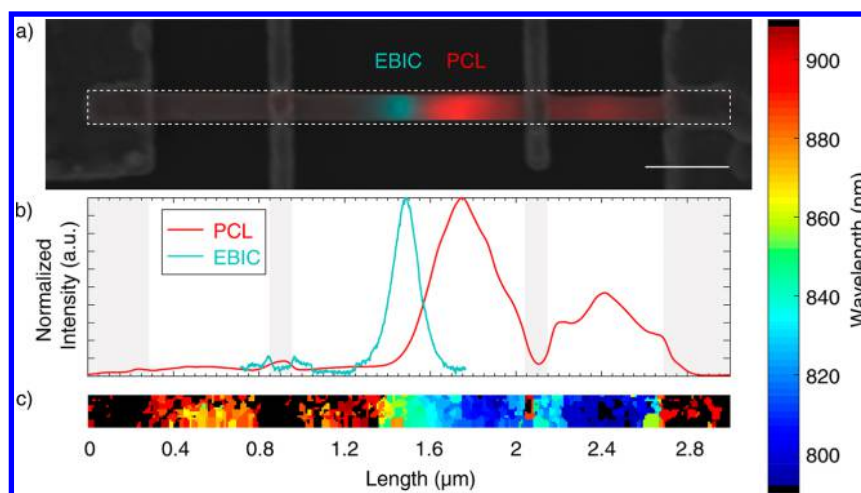 a)
EBIC PCL
b)
Normalized
Intensity (a.u.)
PCL
EBIC
c)
0 0.4 0.8 1.2 1.6 2 2.4 2.8
Length (µm)
900
880
860
840
820
800
Wavelength (nm)